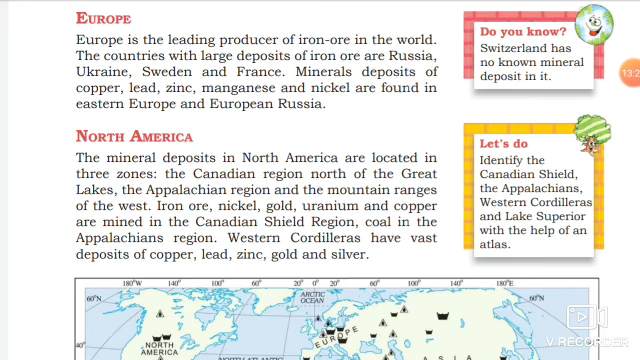 EUROPE
Europe is the leading producer of iron ore in the world.
The countries with large deposits of iron ore are Russia,
Ukraine, Sweden and France. Minerals deposits of
copper, lead, zinc, manganese and nickel are found in
eastern Europe and European Russia.
Do you know?
Switzerland has
no known mineral
deposit in it.
13:2
NORTH AMERICA
The mineral deposits in North America are located in
three zones: the Canadian region north of the Great
Lakes, the Appalachian region and the mountain ranges
of the west. Iron ore, nickel, gold, uranium and copper
are mined in the Canadian Shield Region, coal in the
Appalachians region. Western Cordilleras have vast
deposits of copper, lead, zinc, gold and silver.
Let's do
Identify the
Canadian Shield,
the Appalachians,
Western Cordilleras
and Lake Superior
with the help of an
atlas.
180°W 140° 100° 60° 20° 0° 20° 60° 100° 140° 180°E
60°N ARCTIC OCEAN 60°N
NORTH AMERICA
EUROPE
ASIA
40°
NORTH ATLANTIC
V RECORDER